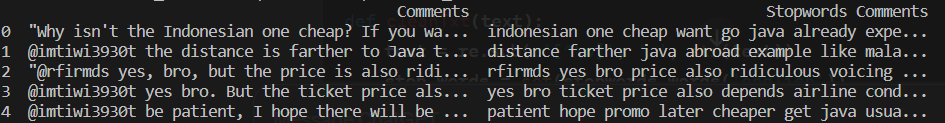 Comments Stopwords Comments
0 "Why isn't the Indonesian one cheap? If you wa... indonesian one cheap want go java already expe...
1 @imtiwi3930t the distance is farther to Java t... distance farther java abroad example like mala...
2 "@rfirmds yes, bro, but the price is also ridi... rfirmds yes bro price also ridiculous voicing ...
3 @imtiwi3930t yes bro. But the ticket price als... yes bro ticket price also depends airline cond...
4 @imtiwi3930t be patient, I hope there will be ... patient hope promo later cheaper get java usua...